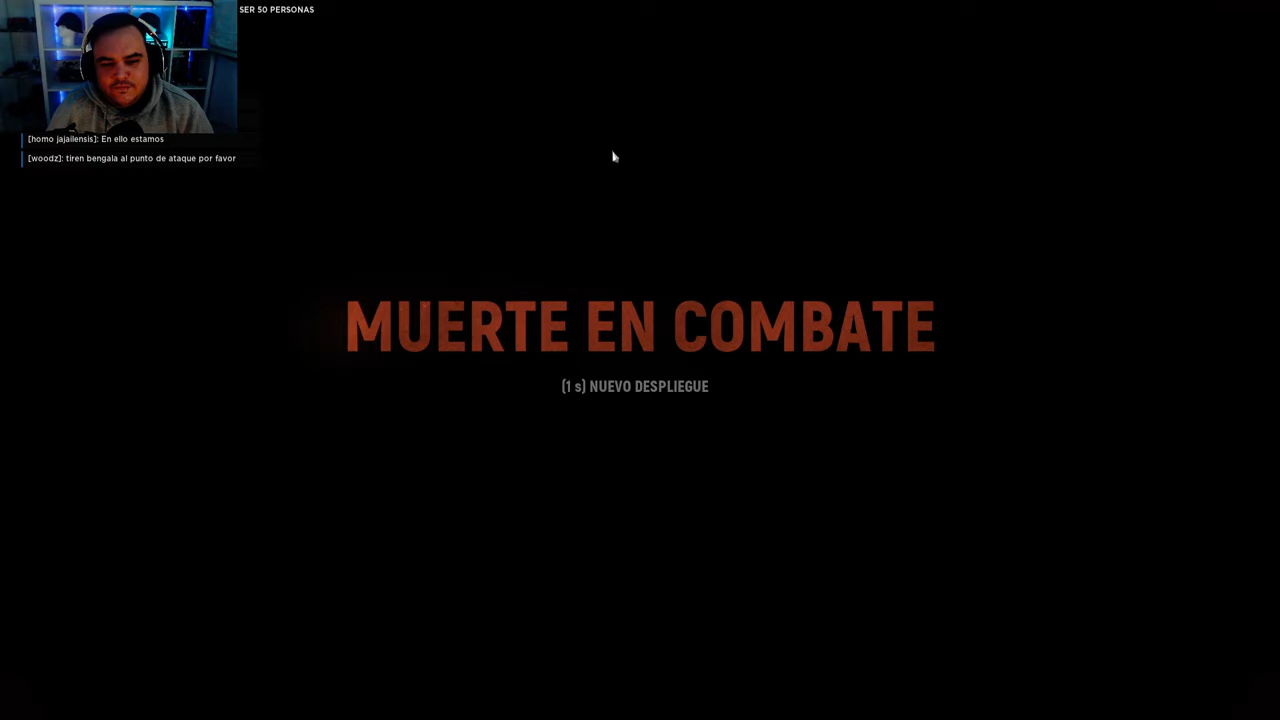 SER 50 PERSONAS
[homo jajailensis]: En ello estamos
[woodz]: tiren bengala al punto de ataque por favor
MUERTE EN COMBATE
(1 s) NUEVO DESPLIEGUE